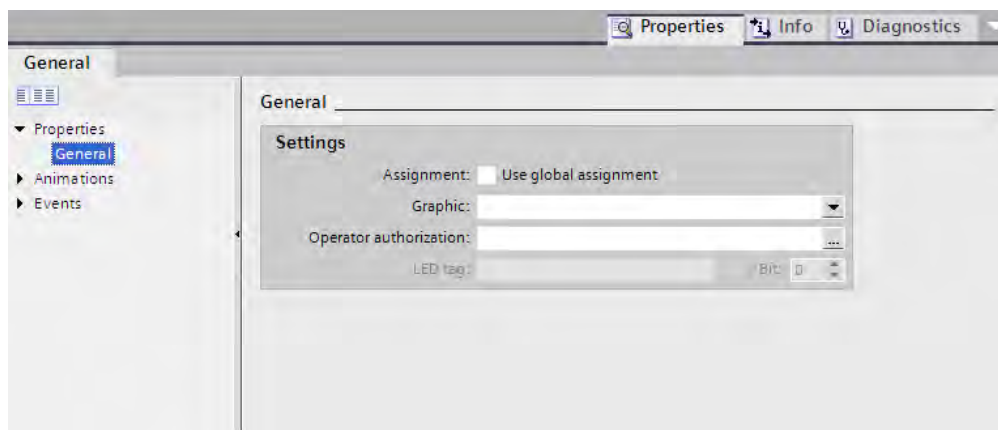 Properties Info Diagnostics
General
General
Properties
General
Animations
Events
Settings
Assignment: Use global assignment
Graphic:
Operator authorization: ...
LED tag: Bit: 0